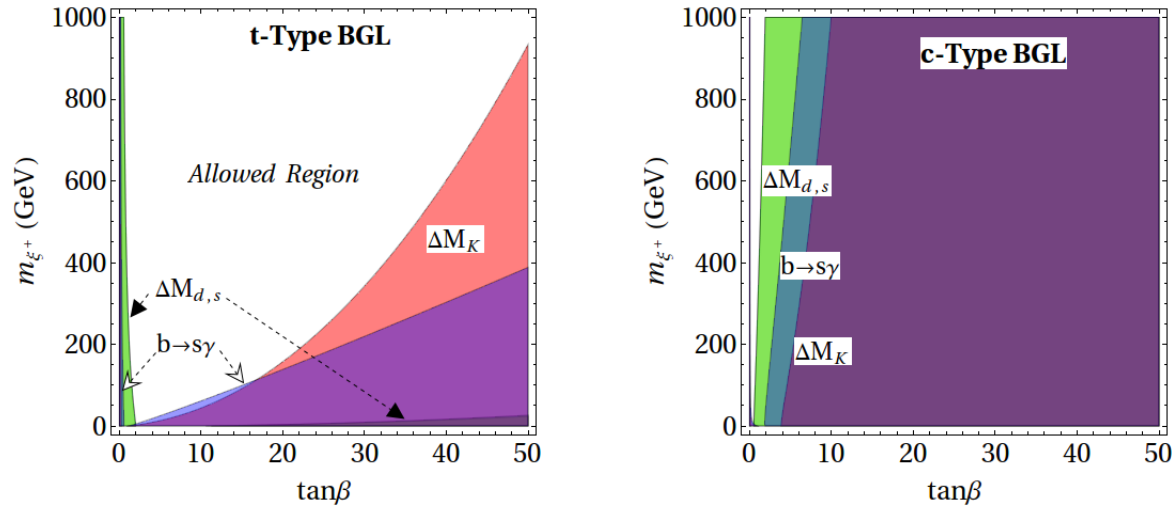 t-Type BGL
1000
800
600
400
200
0
m_ξ⁺ (GeV)
Allowed Region
ΔM_K
ΔM_{d,s}
b→sγ
0 10 20 30 40 50
tanβ
c-Type BGL
1000
800
600
400
200
0
m_ξ⁺ (GeV)
ΔM_{d,s}
b→sγ
ΔM_K
0 10 20 30 40 50
tanβ